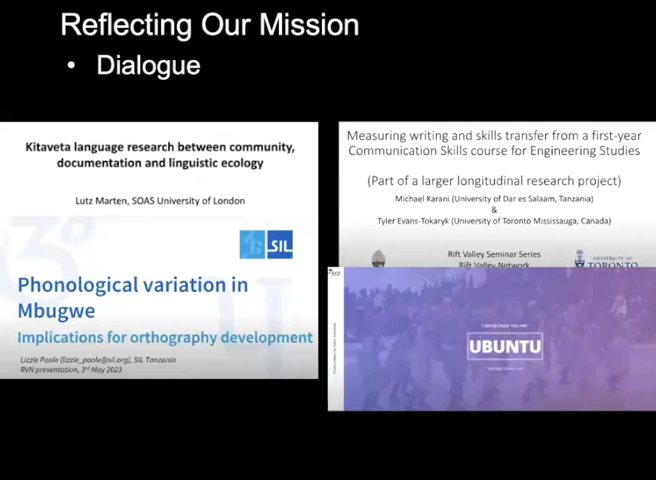 Reflecting Our Mission
• Dialogue
Kitaveta language research between community,
documentation and linguistic ecology
Lutz Marten, SOAS University of London
SIL
Phonological variation in
Mbugwe
Implications for orthography development
Lizzie Poole (lizzie_poole@sil.org), SIL Tanzania
RVN presentation, 3rd May 2023
Measuring writing and skills transfer from a first-year
Communication Skills course for Engineering Studies
(Part of a larger longitudinal research project)
Michael Karani (University of Dar es Salaam, Tanzania)
&
Tyler Evans-Tokaryk (University of Toronto Mississauga, Canada)
Rift Valley Seminar Series
Rift Valley Network
UNIVERSITY OF
TORONTO
"I AM BECAUSE YOU ARE"
UBUNTU